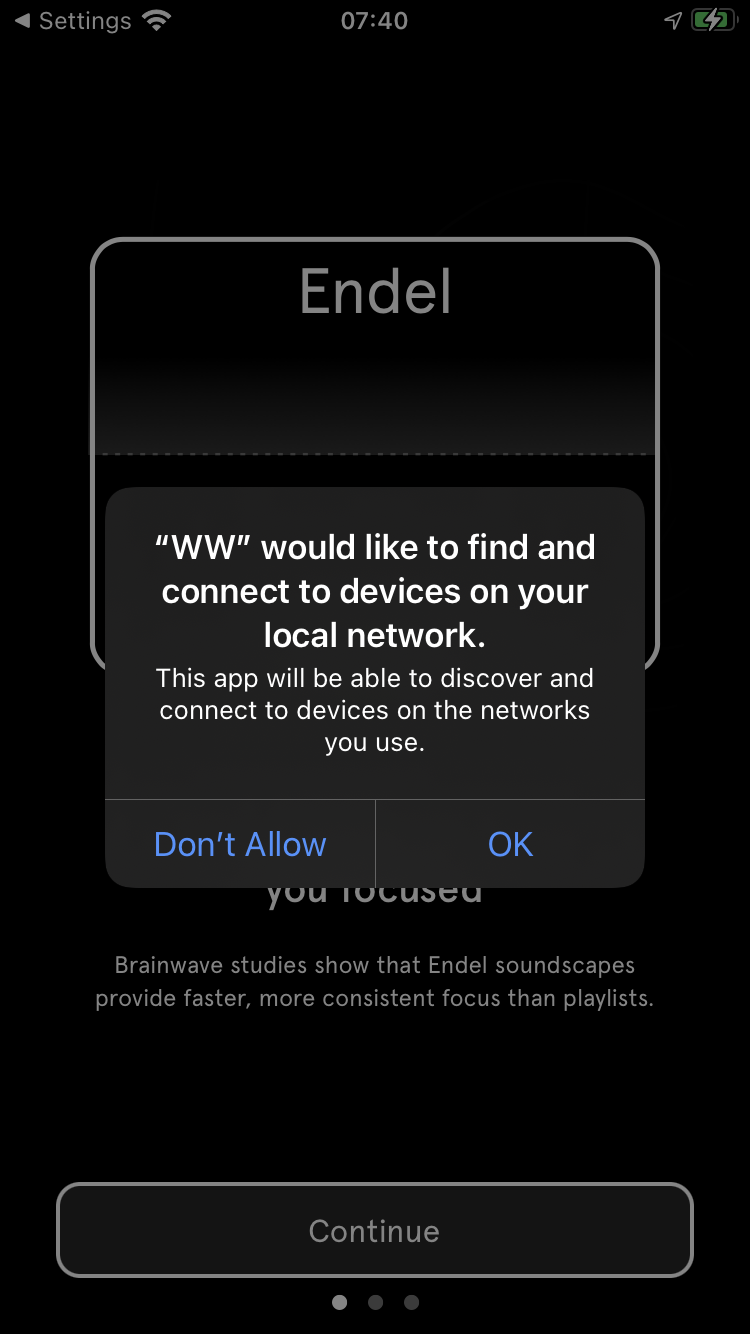 Settings
07:40
Endel
“WW” would like to find and
connect to devices on your
local network.
This app will be able to discover and
connect to devices on the networks
you use.
Don’t Allow
OK
you focused
Brainwave studies show that Endel soundscapes
provide faster, more consistent focus than playlists.
Continue